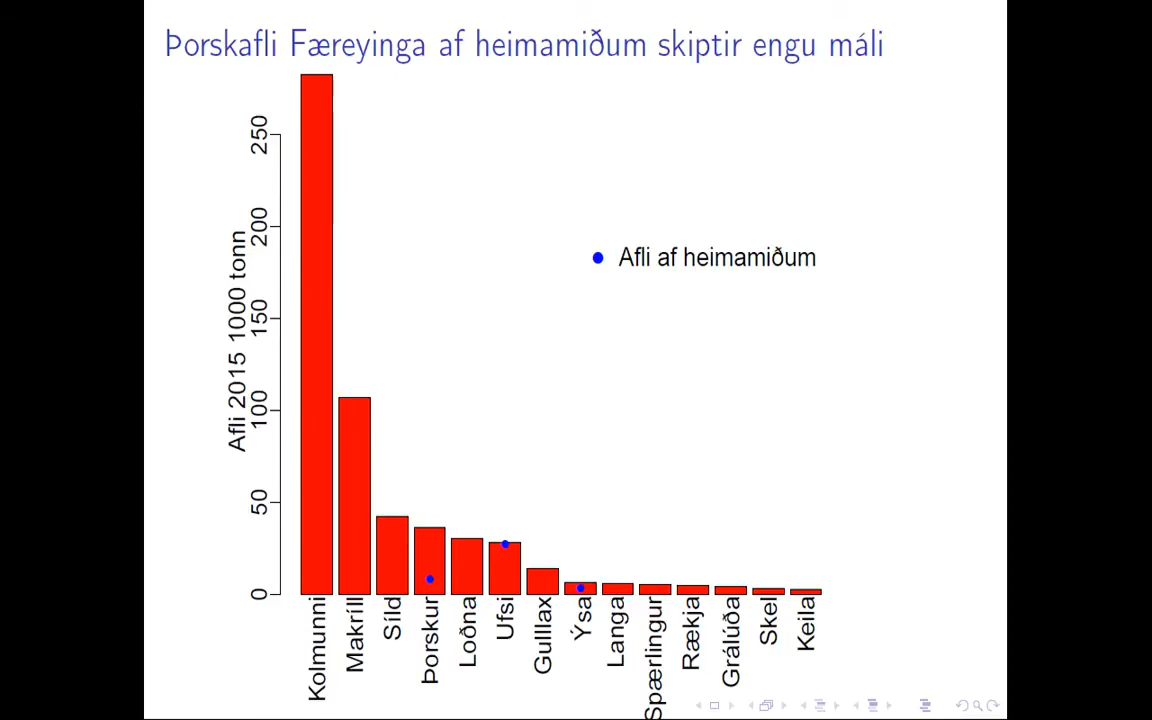 Þorskafli Færeyinga af heimamiðum skiptir engu máli
Afli 2015 1000 tonn
250
200
150
100
50
0
Afli af heimamiðum
Kolmunni
Makríll
Síld
Þorskur
Loðna
Ufsi
Gulllax
Ýsa
Langa
Spærlingur
Rækja
Grálúða
Skel
Keila